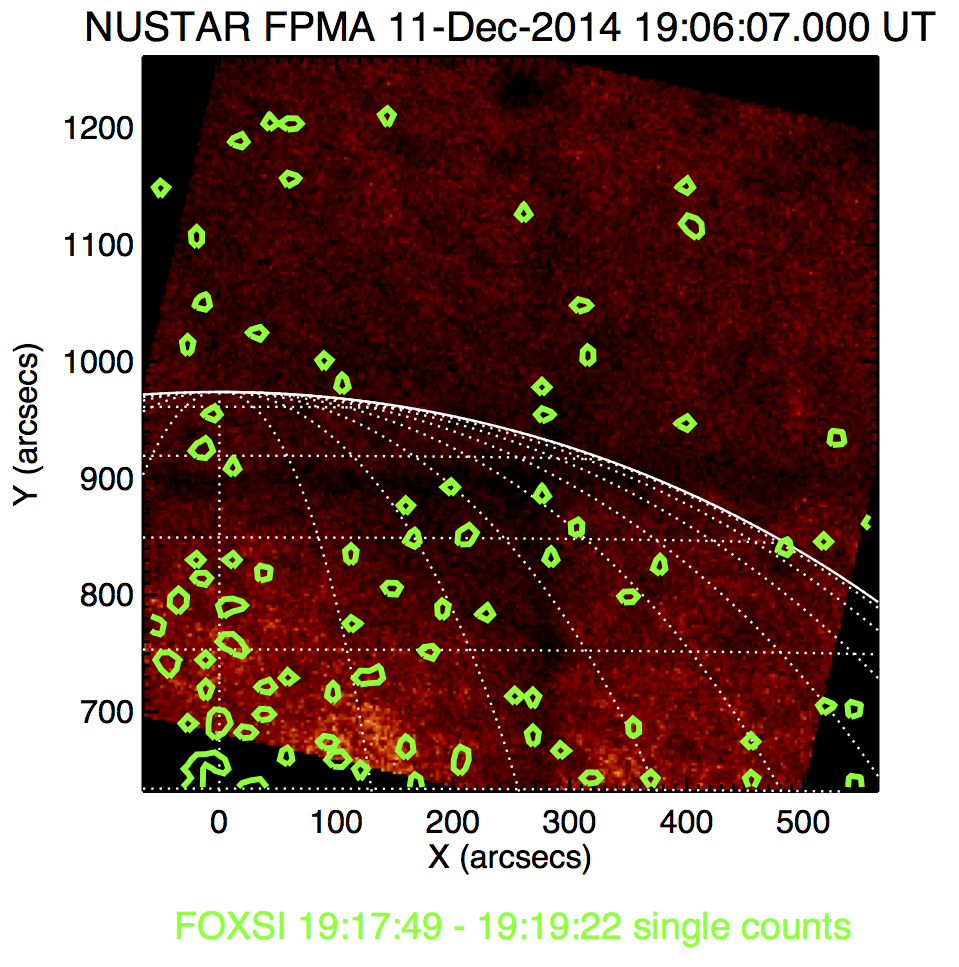 NUSTAR FPMA 11-Dec-2014 19:06:07.000 UT
1200
1100
1000
900
800
700
Y (arcsecs)
0 100 200 300 400 500
X (arcsecs)
FOXSI 19:17:49 - 19:19:22 single counts